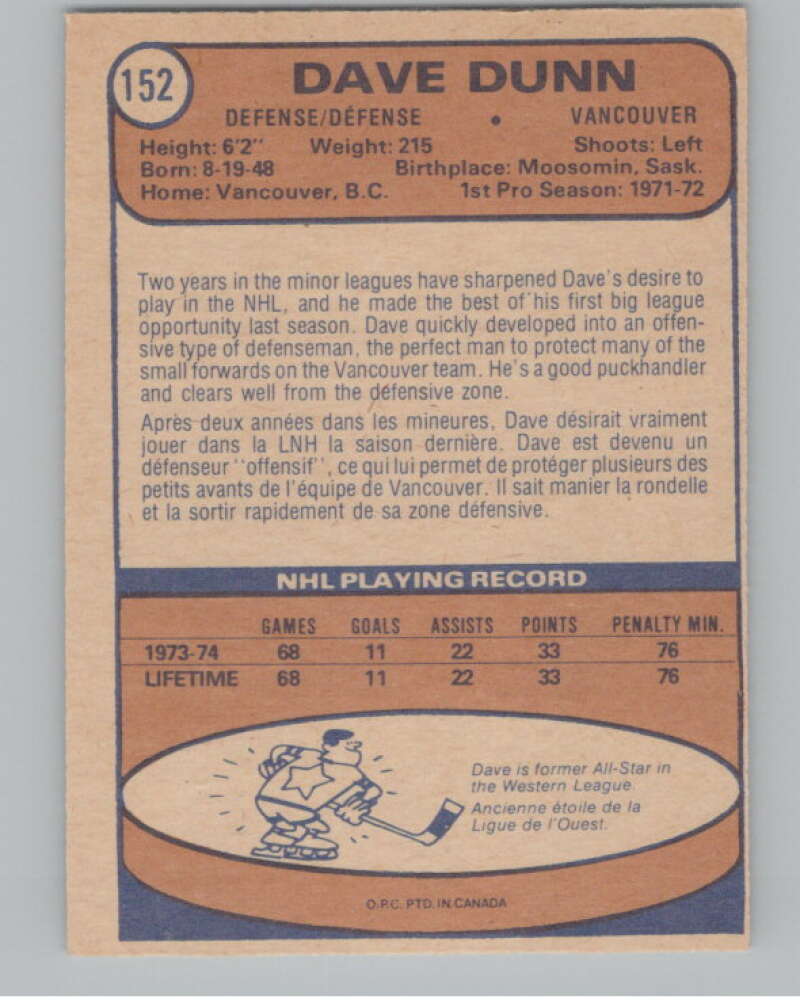 152
DAVE DUNN
DEFENSE/DÉFENSE • VANCOUVER
Height: 6'2" Weight: 215 Shoots: Left
Born: 8-19-48 Birthplace: Moosomin, Sask.
Home: Vancouver, B.C. 1st Pro Season: 1971-72
Two years in the minor leagues have sharpened Dave's desire to
play in the NHL, and he made the best of his first big league
opportunity last season. Dave quickly developed into an offen-
sive type of defenseman, the perfect man to protect many of the
small forwards on the Vancouver team. He's a good puckhandler
and clears well from the defensive zone.
Après deux années dans les mineures, Dave désirait vraiment
jouer dans la LNH la saison dernière. Dave est devenu un
défenseur "offensif", ce qui lui permet de protéger plusieurs des
petits avants de l'équipe de Vancouver. Il sait manier la rondelle
et la sortir rapidement de sa zone défensive.
NHL PLAYING RECORD
GAMES GOALS ASSISTS POINTS PENALTY MIN.
1973-74 68 11 22 33 76
LIFETIME 68 11 22 33 76
Dave is former All-Star in
the Western League.
Ancienne étoile de la
Ligue de l'Ouest.
O.P.C. PTD. IN CANADA